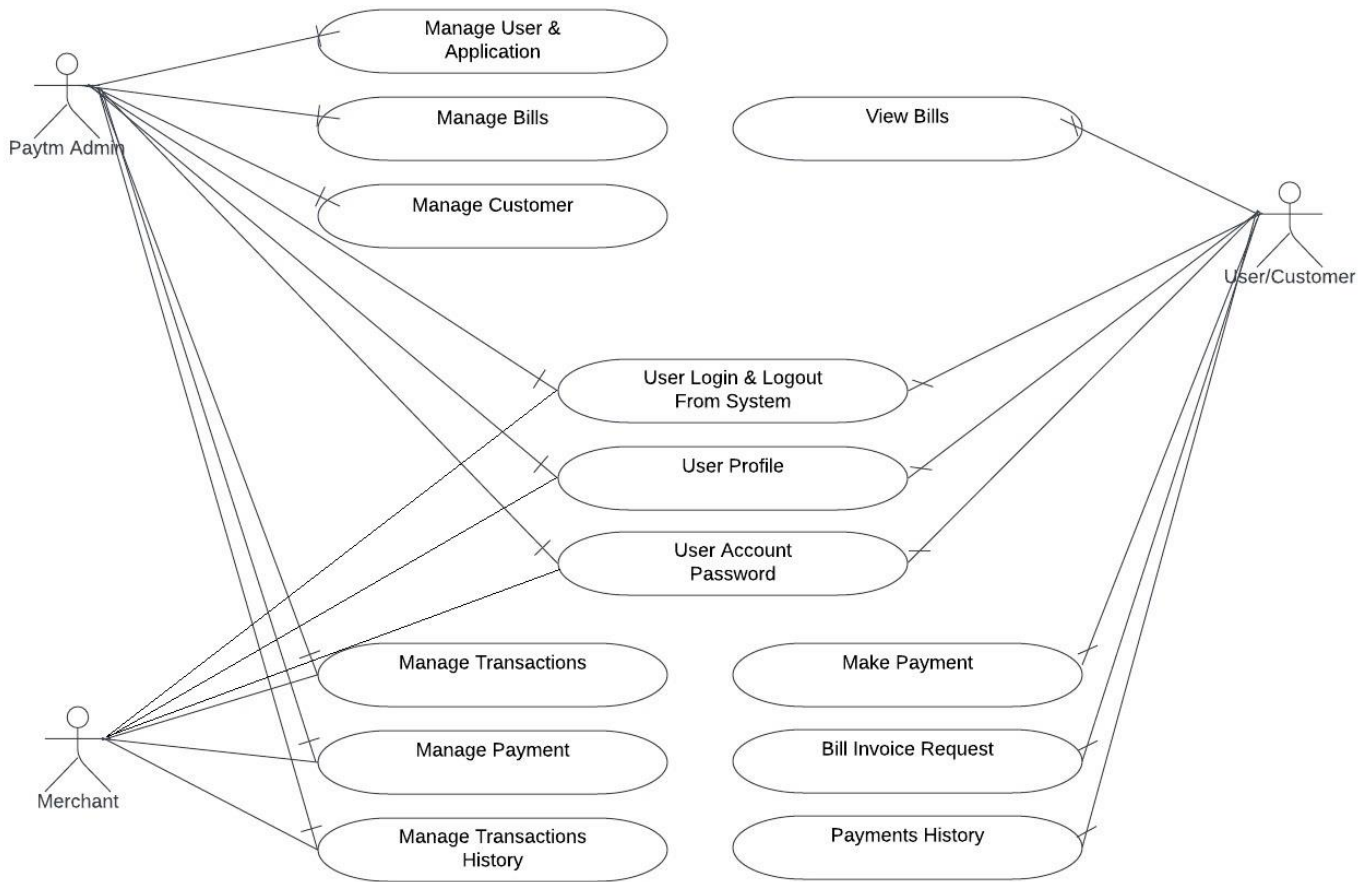 Manage User &
Application
Paytm Admin
Manage Bills
View Bills
Manage Customer
User/Customer
User Login & Logout
From System
User Profile
User Account
Password
Manage Transactions
Make Payment
Manage Payment
Bill Invoice Request
Merchant
Manage Transactions
History
Payments History